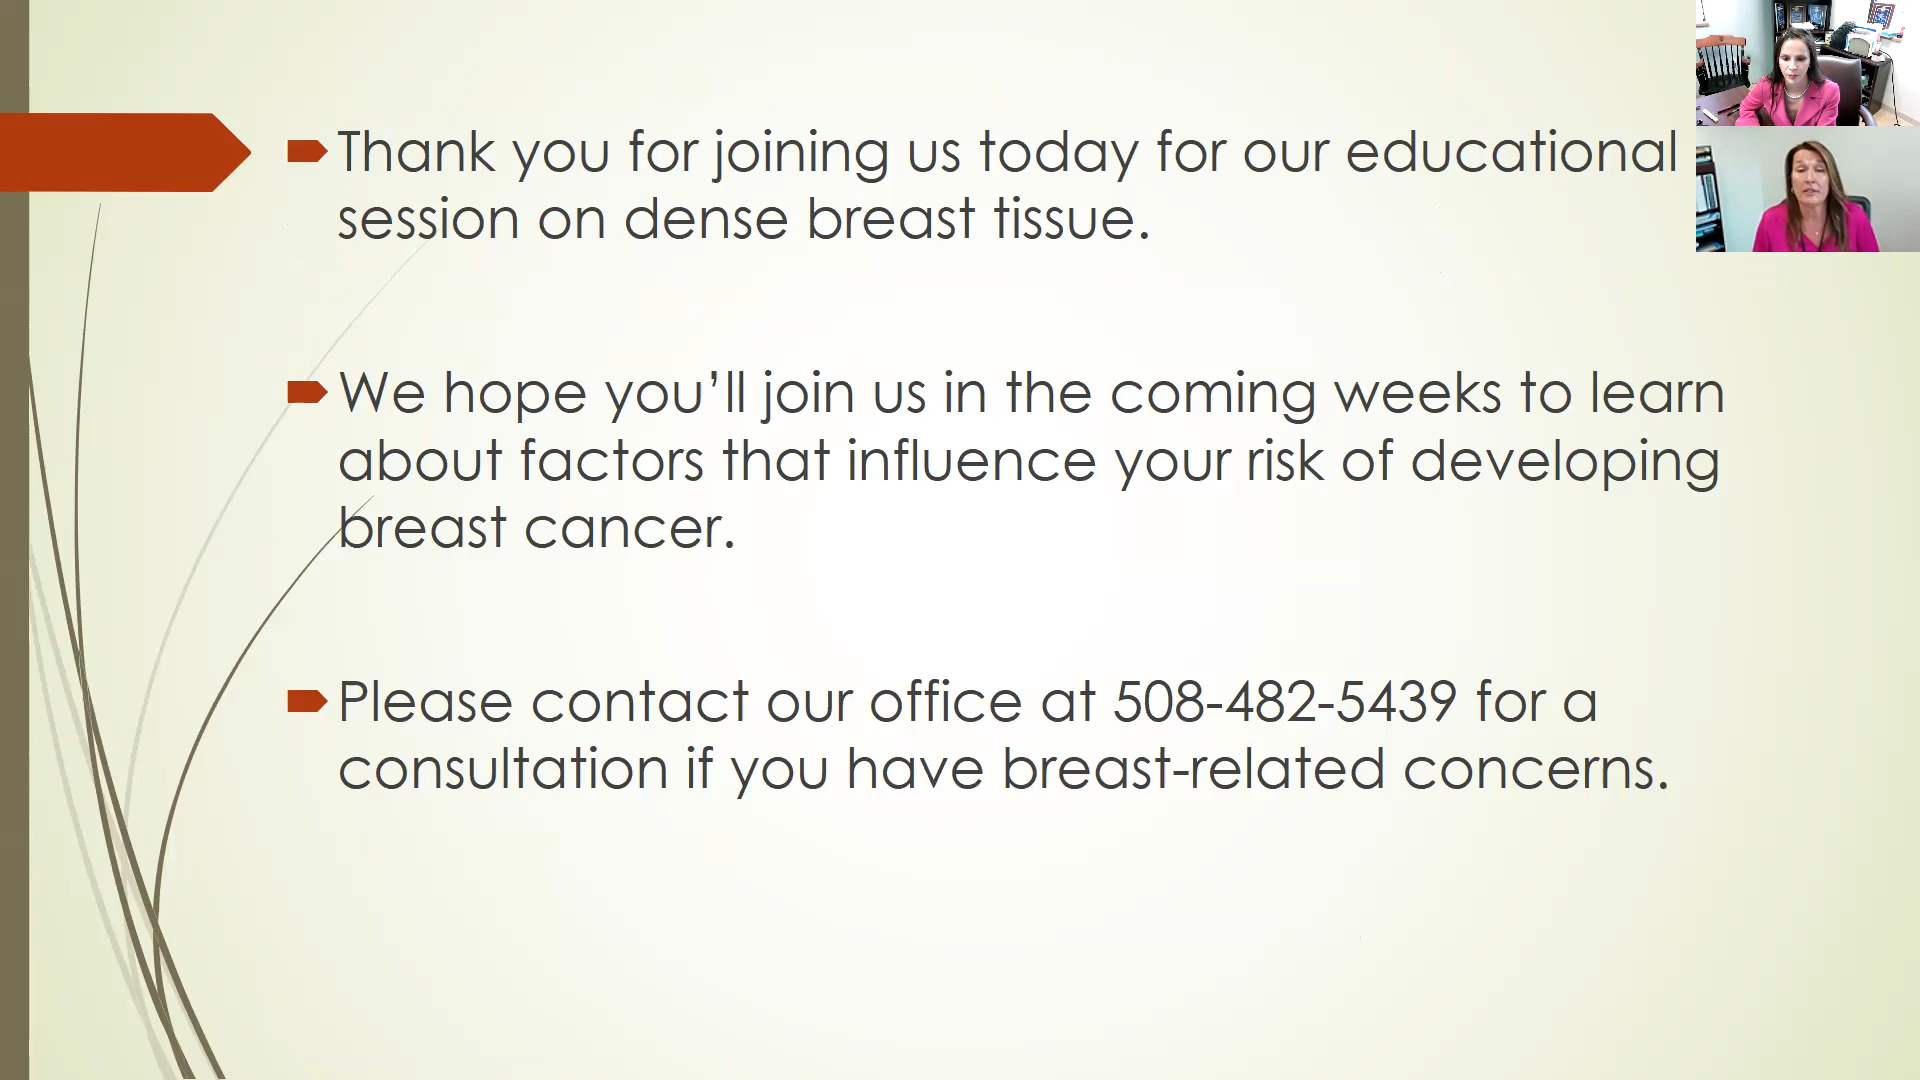 Thank you for joining us today for our educational
session on dense breast tissue.
We hope you’ll join us in the coming weeks to learn
about factors that influence your risk of developing
breast cancer.
Please contact our office at 508-482-5439 for a
consultation if you have breast-related concerns.